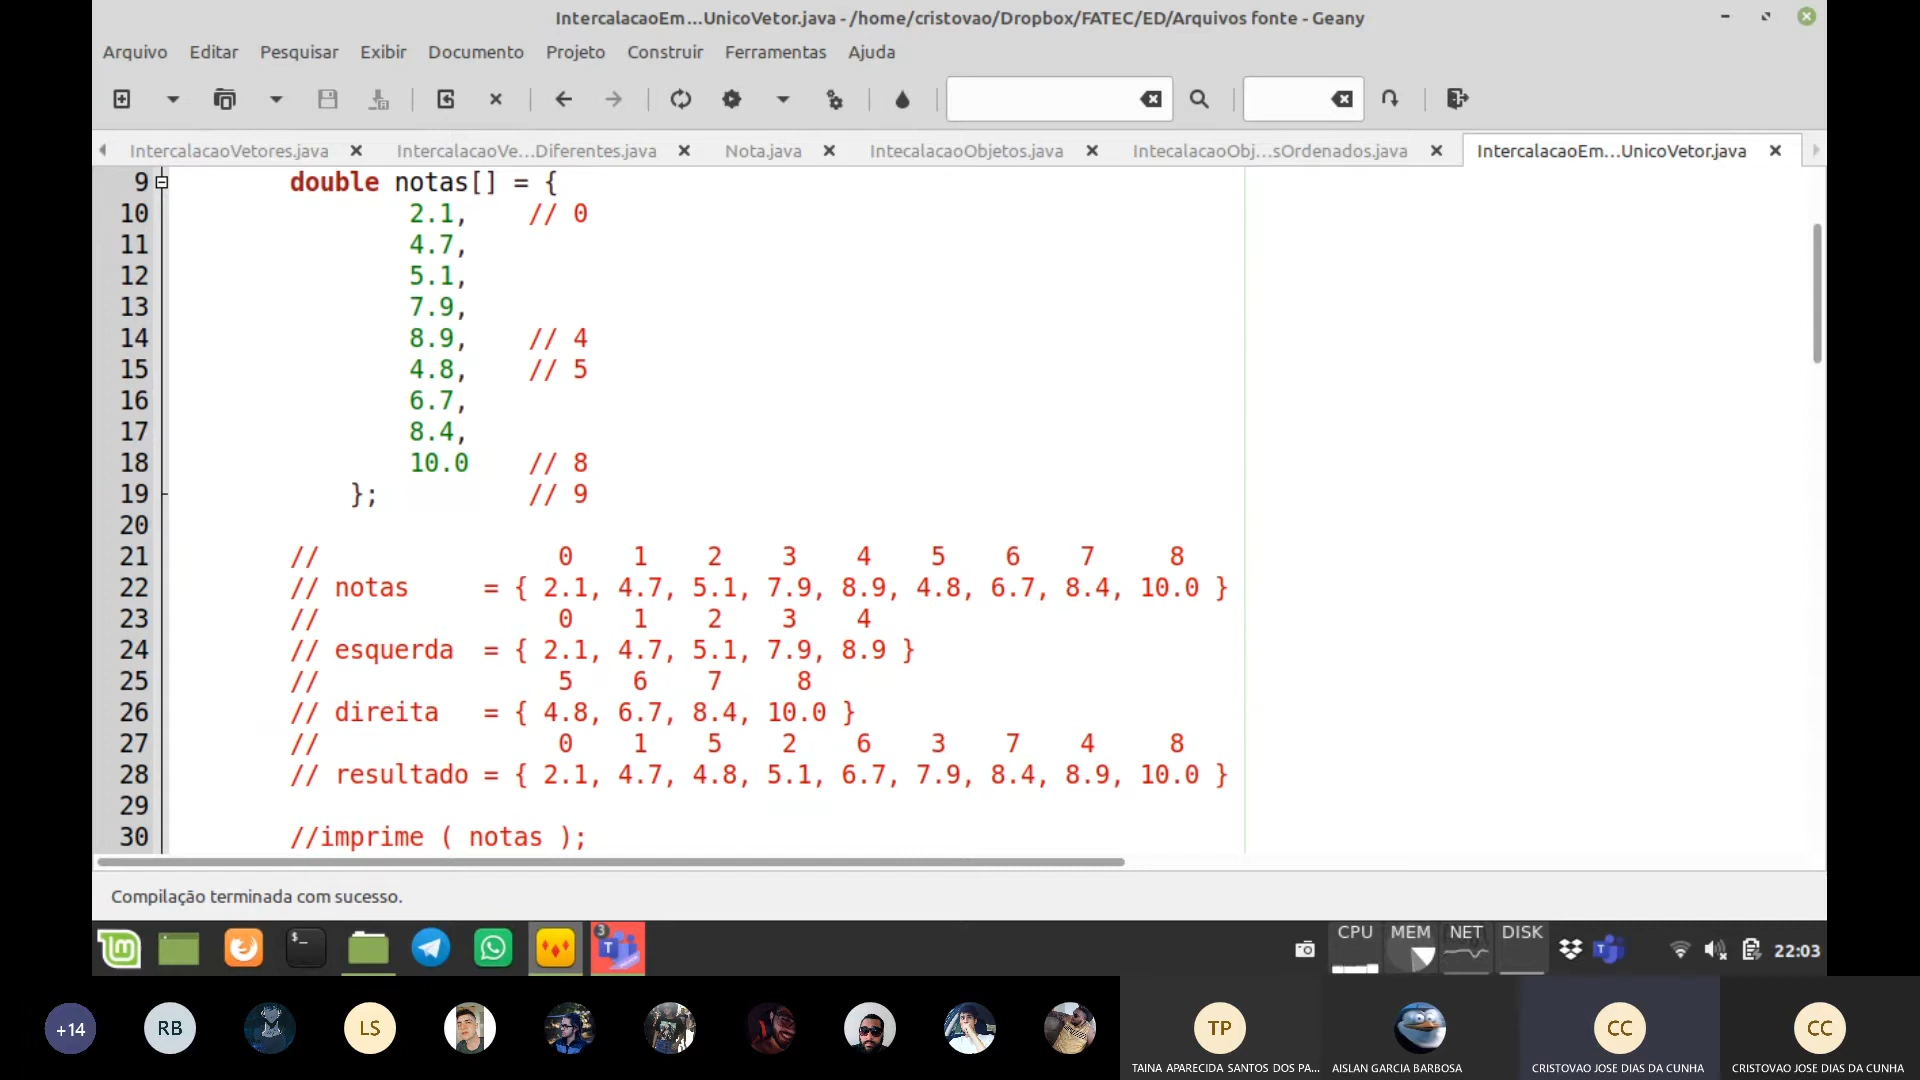 IntercalacaoEm...UnicoVetor.java - /home/cristovao/Dropbox/FATEC/ED/Arquivos fonte - Geany
Arquivo Editar Pesquisar Exibir Documento Projeto Construir Ferramentas Ajuda
IntercalacaoVetores.java IntercalacaoVe...Diferentes.java Nota.java IntecalacaoObjetos.java IntecalacaoObj...sOrdenados.java IntercalacaoEm...UnicoVetor.java
9 double notas[] = {
10 2.1, // 0
11 4.7,
12 5.1,
13 7.9,
14 8.9, // 4
15 4.8, // 5
16 6.7,
17 8.4,
18 10.0 // 8
19 }; // 9
20
21 // 0 1 2 3 4 5 6 7 8
22 // notas = { 2.1, 4.7, 5.1, 7.9, 8.9, 4.8, 6.7, 8.4, 10.0 }
23 // 0 1 2 3 4
24 // esquerda = { 2.1, 4.7, 5.1, 7.9, 8.9 }
25 // 5 6 7 8
26 // direita = { 4.8, 6.7, 8.4, 10.0 }
27 // 0 1 5 2 6 3 7 4 8
28 // resultado = { 2.1, 4.7, 4.8, 5.1, 6.7, 7.9, 8.4, 8.9, 10.0 }
29
30 //imprime ( notas );
Compilação terminada com sucesso.
lm $_ 3 T CPU MEM NET DISK T 22:03
+14 RB LS TP CC CC
TAINA APARECIDA SANTOS DOS PA... AISLAN GARCIA BARBOSA CRISTOVAO JOSE DIAS DA CUNHA CRISTOVAO JOSE DIAS DA CUNHA